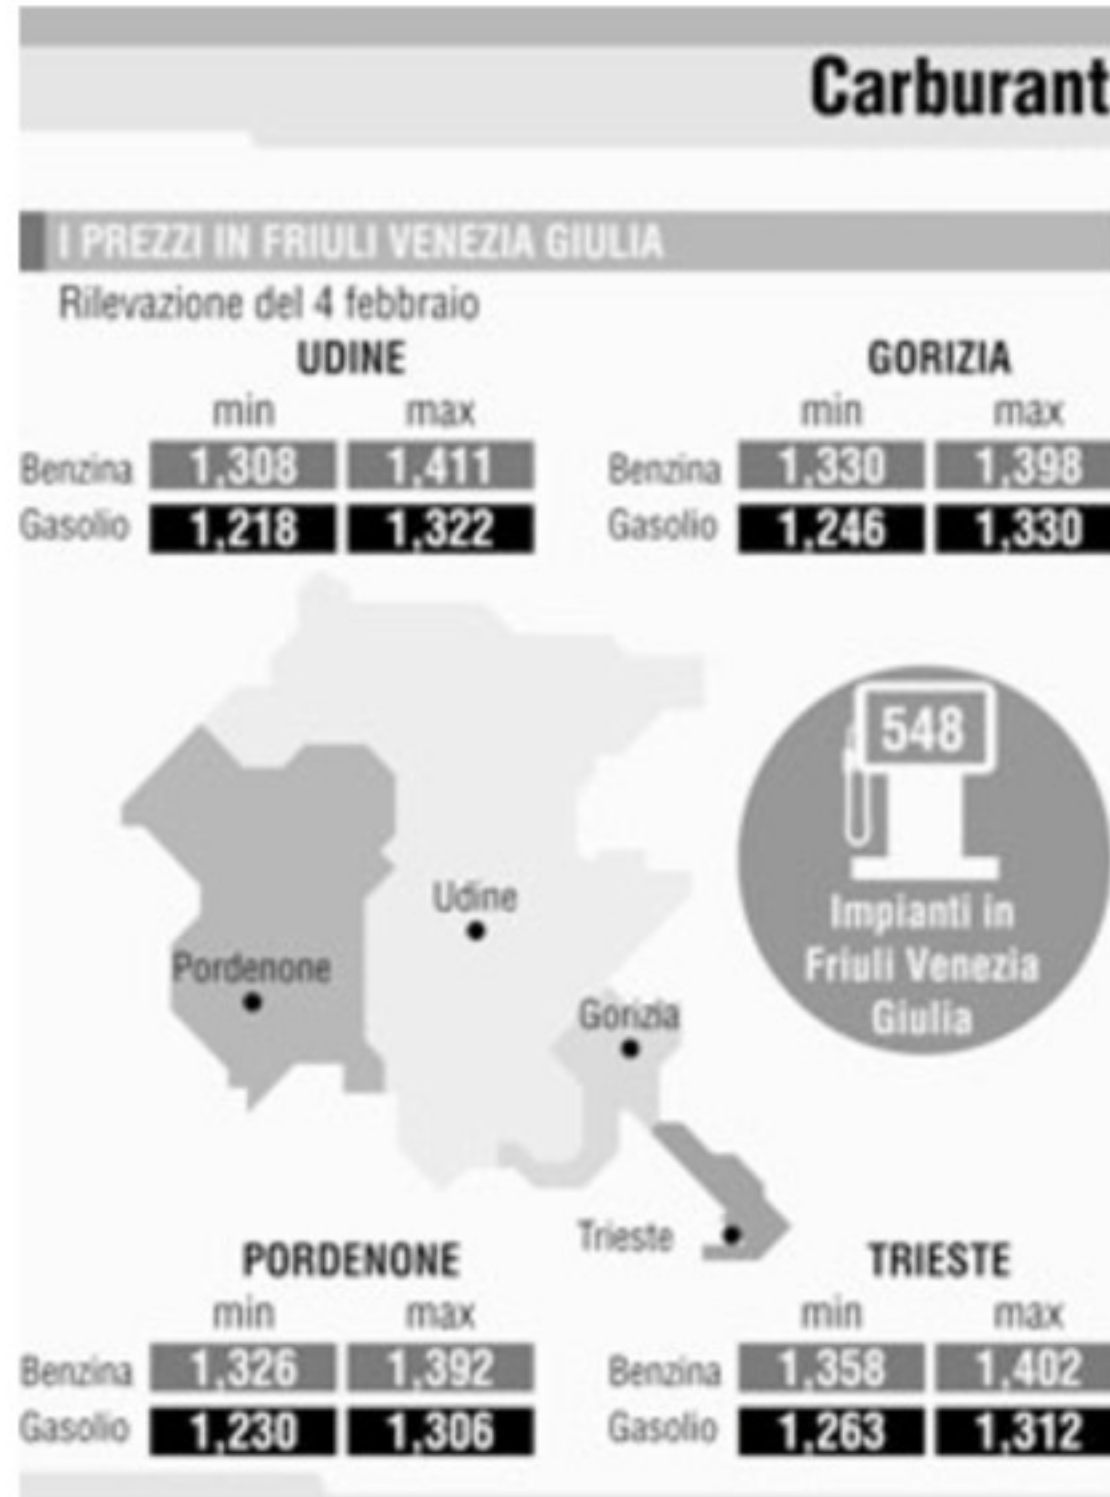 Carburant
I PREZZI IN FRIULI VENEZIA GIULIA
Rilevazione del 4 febbraio
UDINE
min max
Benzina 1,308 1,411
Gasolio 1,218 1,322
GORIZIA
min max
Benzina 1,330 1,398
Gasolio 1,246 1,330
548
Impianti in
Friuli Venezia
Giulia
Udine
Pordenone
Gorizia
Trieste
PORDENONE
min max
Benzina 1,326 1,392
Gasolio 1,230 1,306
TRIESTE
min max
Benzina 1,358 1,402
Gasolio 1,263 1,312